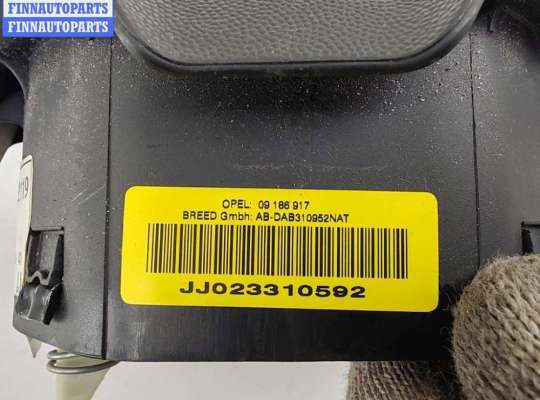 FINNAUTOPARTS
FINNAUTOPARTS
OPEL: 09 186 917
BREED Gmbh: AB-DAB310952NAT
JJ023310592